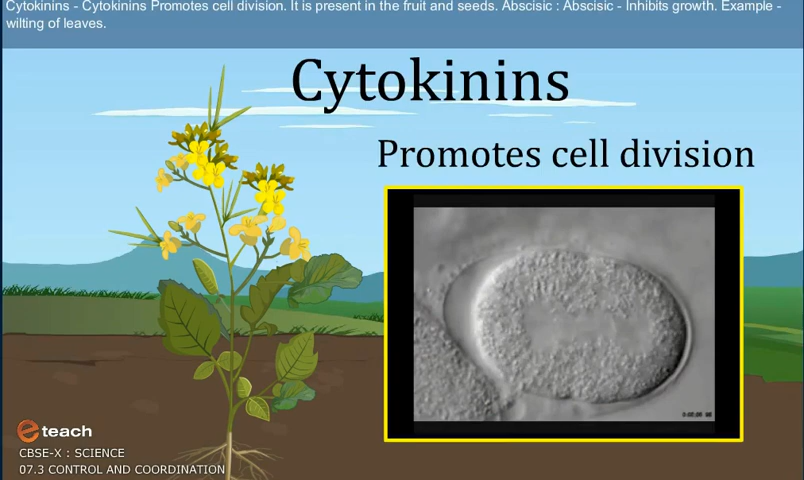 Cytokinins - Cytokinins Promotes cell division. It is present in the fruit and seeds. Abscisic : Abscisic - Inhibits growth. Example -
wilting of leaves.
Cytokinins
Promotes cell division
e teach
CBSE-X : SCIENCE
07.3 CONTROL AND COORDINATION